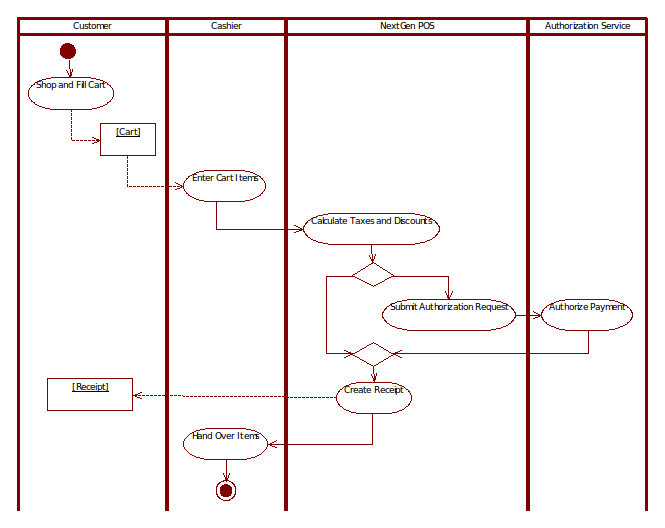 Customer
Cashier
NextGen POS
Authorization Service
Shop and Fill Cart
[Cart]
Enter Cart Items
Calculate Taxes and Discounts
Submit Authorization Request
Authorize Payment
[Receipt]
Create Receipt
Hand Over Items